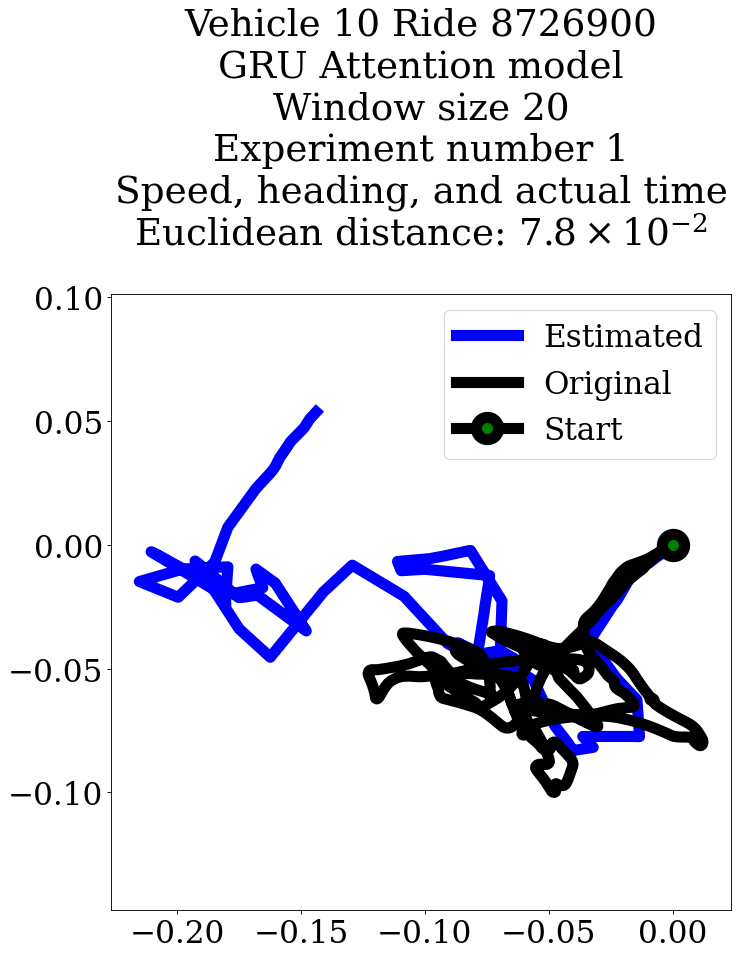 Vehicle 10 Ride 8726900
GRU Attention model
Window size 20
Experiment number 1
Speed, heading, and actual time
Euclidean distance: 7.8 × 10⁻²
0.10
0.05
0.00
−0.05
−0.10
Estimated
Original
Start
−0.20 −0.15 −0.10 −0.05 0.00